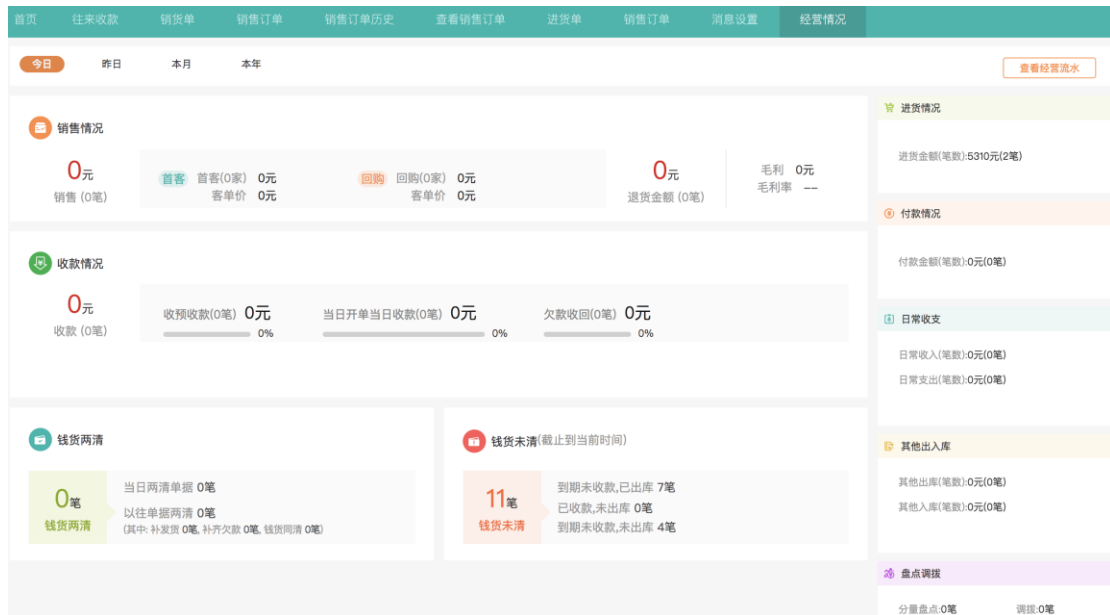 首页 往来收款 销货单 销售订单 销售订单历史 查看销售订单 进货单 销售订单 消息设置 经营情况
今日 昨日 本月 本年 查看经营流水
销售情况
0元
销售 (0笔)
首客 首客(0家) 0元
客单价 0元
回购 回购(0家) 0元
客单价 0元
0元
退货金额 (0笔)
毛利 0元
毛利率 --
收款情况
0元
收款 (0笔)
收预收款(0笔) 0元
0%
当日开单当日收款(0笔) 0元
0%
欠款收回(0笔) 0元
0%
钱货两清
0笔
钱货两清
当日两清单据 0笔
以往单据两清 0笔
(其中: 补发货 0笔, 补齐欠款 0笔, 钱货同清 0笔)
钱货未清(截止到当前时间)
11笔
钱货未清
到期未收款,已出库 7笔
已收款,未出库 0笔
到期未收款,未出库 4笔
进货情况
进货金额(笔数):5310元(2笔)
付款情况
付款金额(笔数):0元(0笔)
日常收支
日常收入(笔数):0元(0笔)
日常支出(笔数):0元(0笔)
其他出入库
其他出库(笔数):0元(0笔)
其他入库(笔数):0元(0笔)
盘点调拨
分量盘点:0笔 调拨:0笔